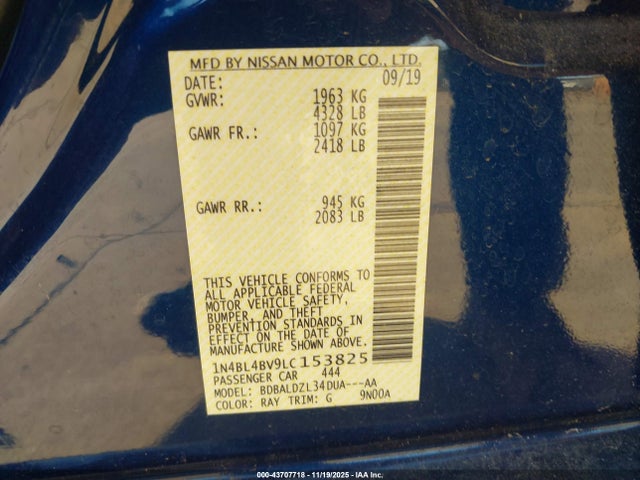 MFD BY NISSAN MOTOR CO., LTD.
DATE: 09/19
GVWR: 1963 KG
4328 LB
GAWR FR.: 1097 KG
2418 LB
GAWR RR.: 945 KG
2083 LB
THIS VEHICLE CONFORMS TO
ALL APPLICABLE FEDERAL
MOTOR VEHICLE SAFETY,
BUMPER, AND THEFT
PREVENTION STANDARDS IN
EFFECT ON THE DATE OF
MANUFACTURE SHOWN ABOVE.
1N4BL4BV9LC153825
PASSENGER CAR 444
MODEL: BDBALDZL34DUA---AA
COLOR: RAY TRIM: G 9N00A
000-43707718 - 11/19/2025 - IAA Inc.